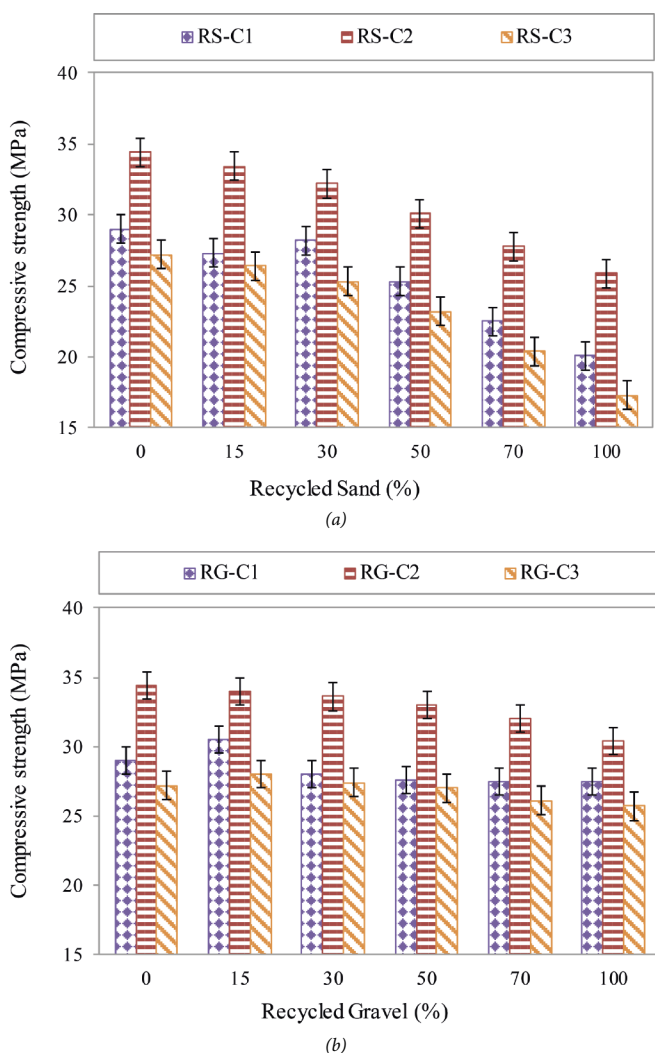 RS-C1 RS-C2 RS-C3
40
35
30
25
20
15
Compressive strength (MPa)
0 15 30 50 70 100
Recycled Sand (%)
(a)
RG-C1 RG-C2 RG-C3
40
35
30
25
20
15
Compressive strength (MPa)
0 15 30 50 70 100
Recycled Gravel (%)
(b)